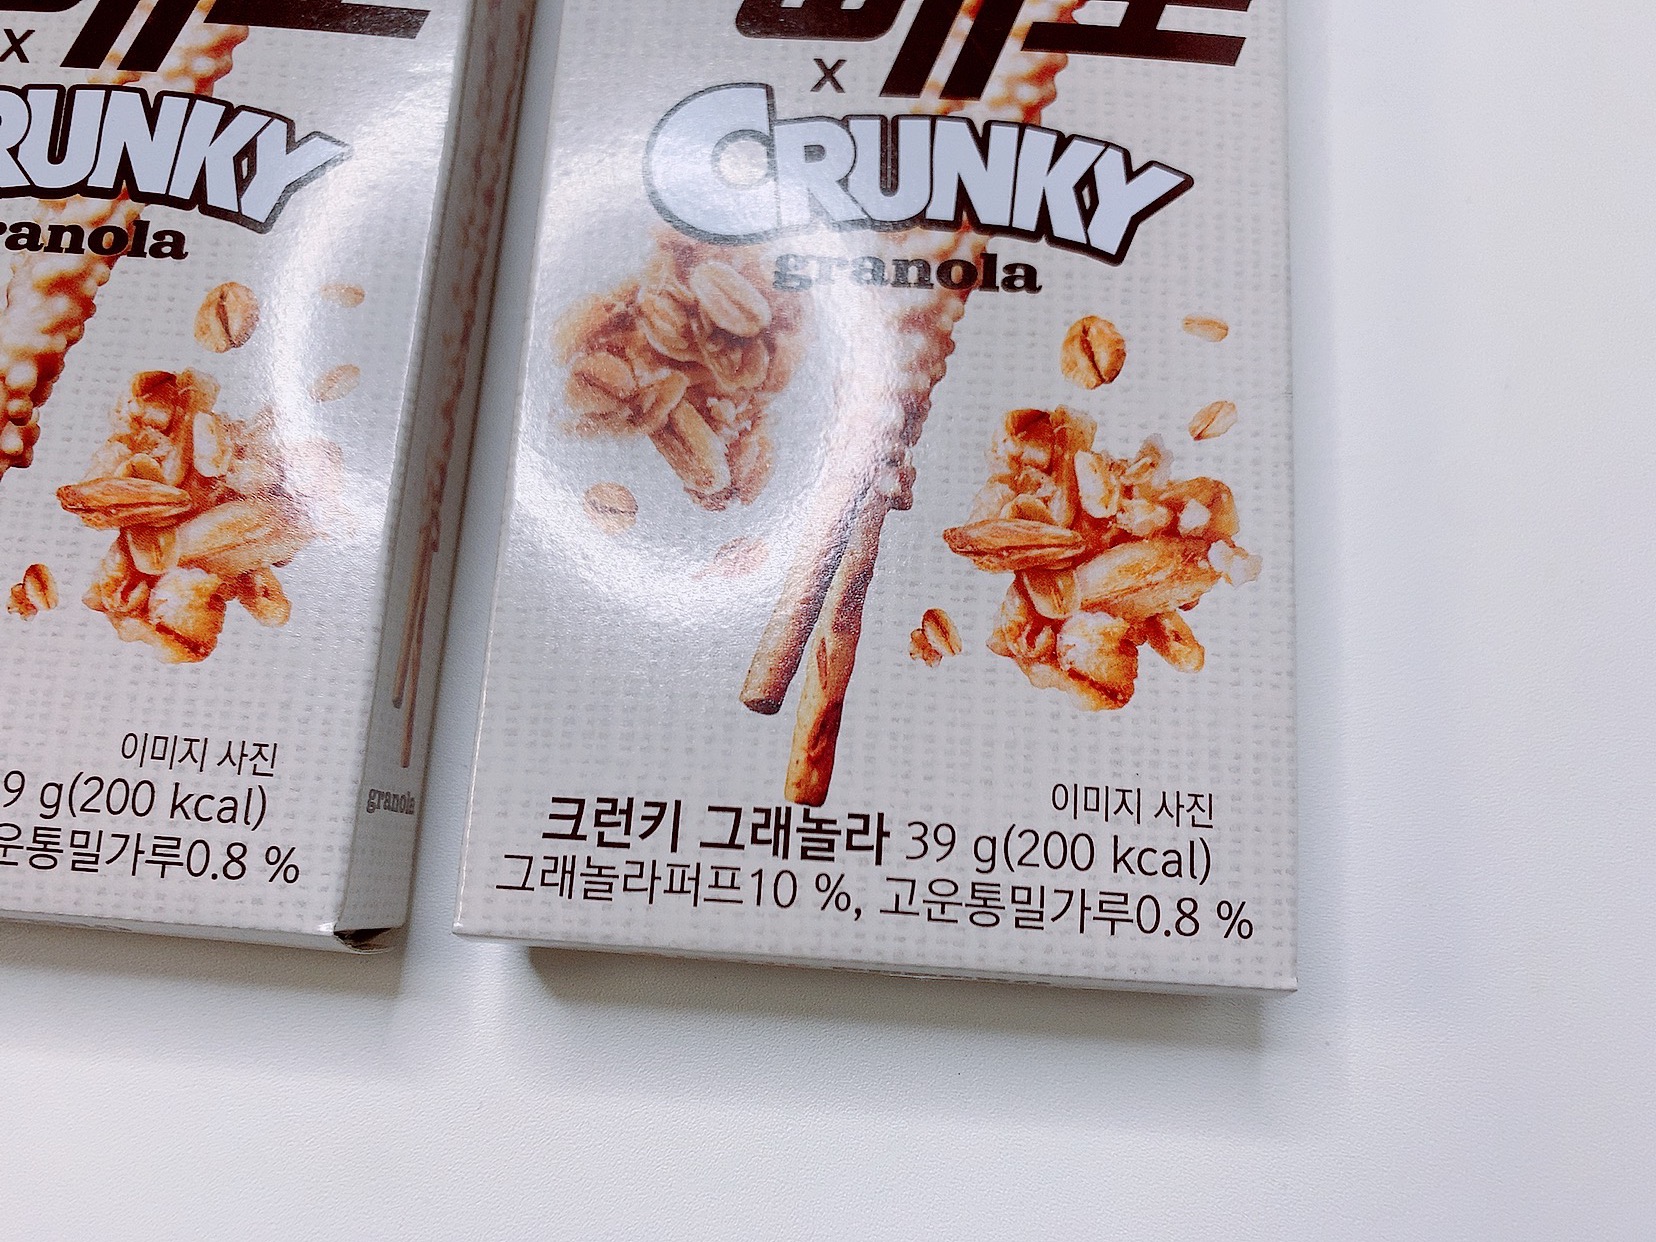 x
RUNKY
ranola
이미지 사진
9 g(200 kcal)
운통밀가루0.8 %
granola
x
CRUNKY
granola
이미지 사진
크런키 그래놀라 39 g(200 kcal)
그래놀라퍼프10 %, 고운통밀가루0.8 %